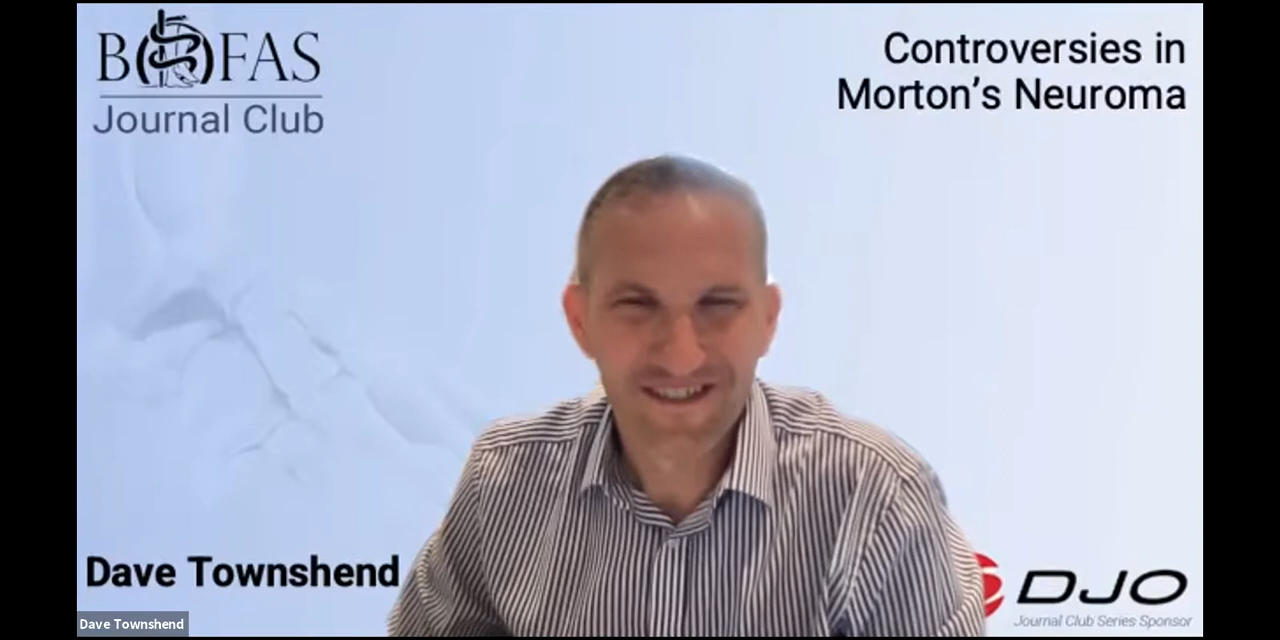 BOFAS
Journal Club
Controversies in
Morton's Neuroma
Dave Townshend
Dave Townshend
DJO
Journal Club Series Sponsor